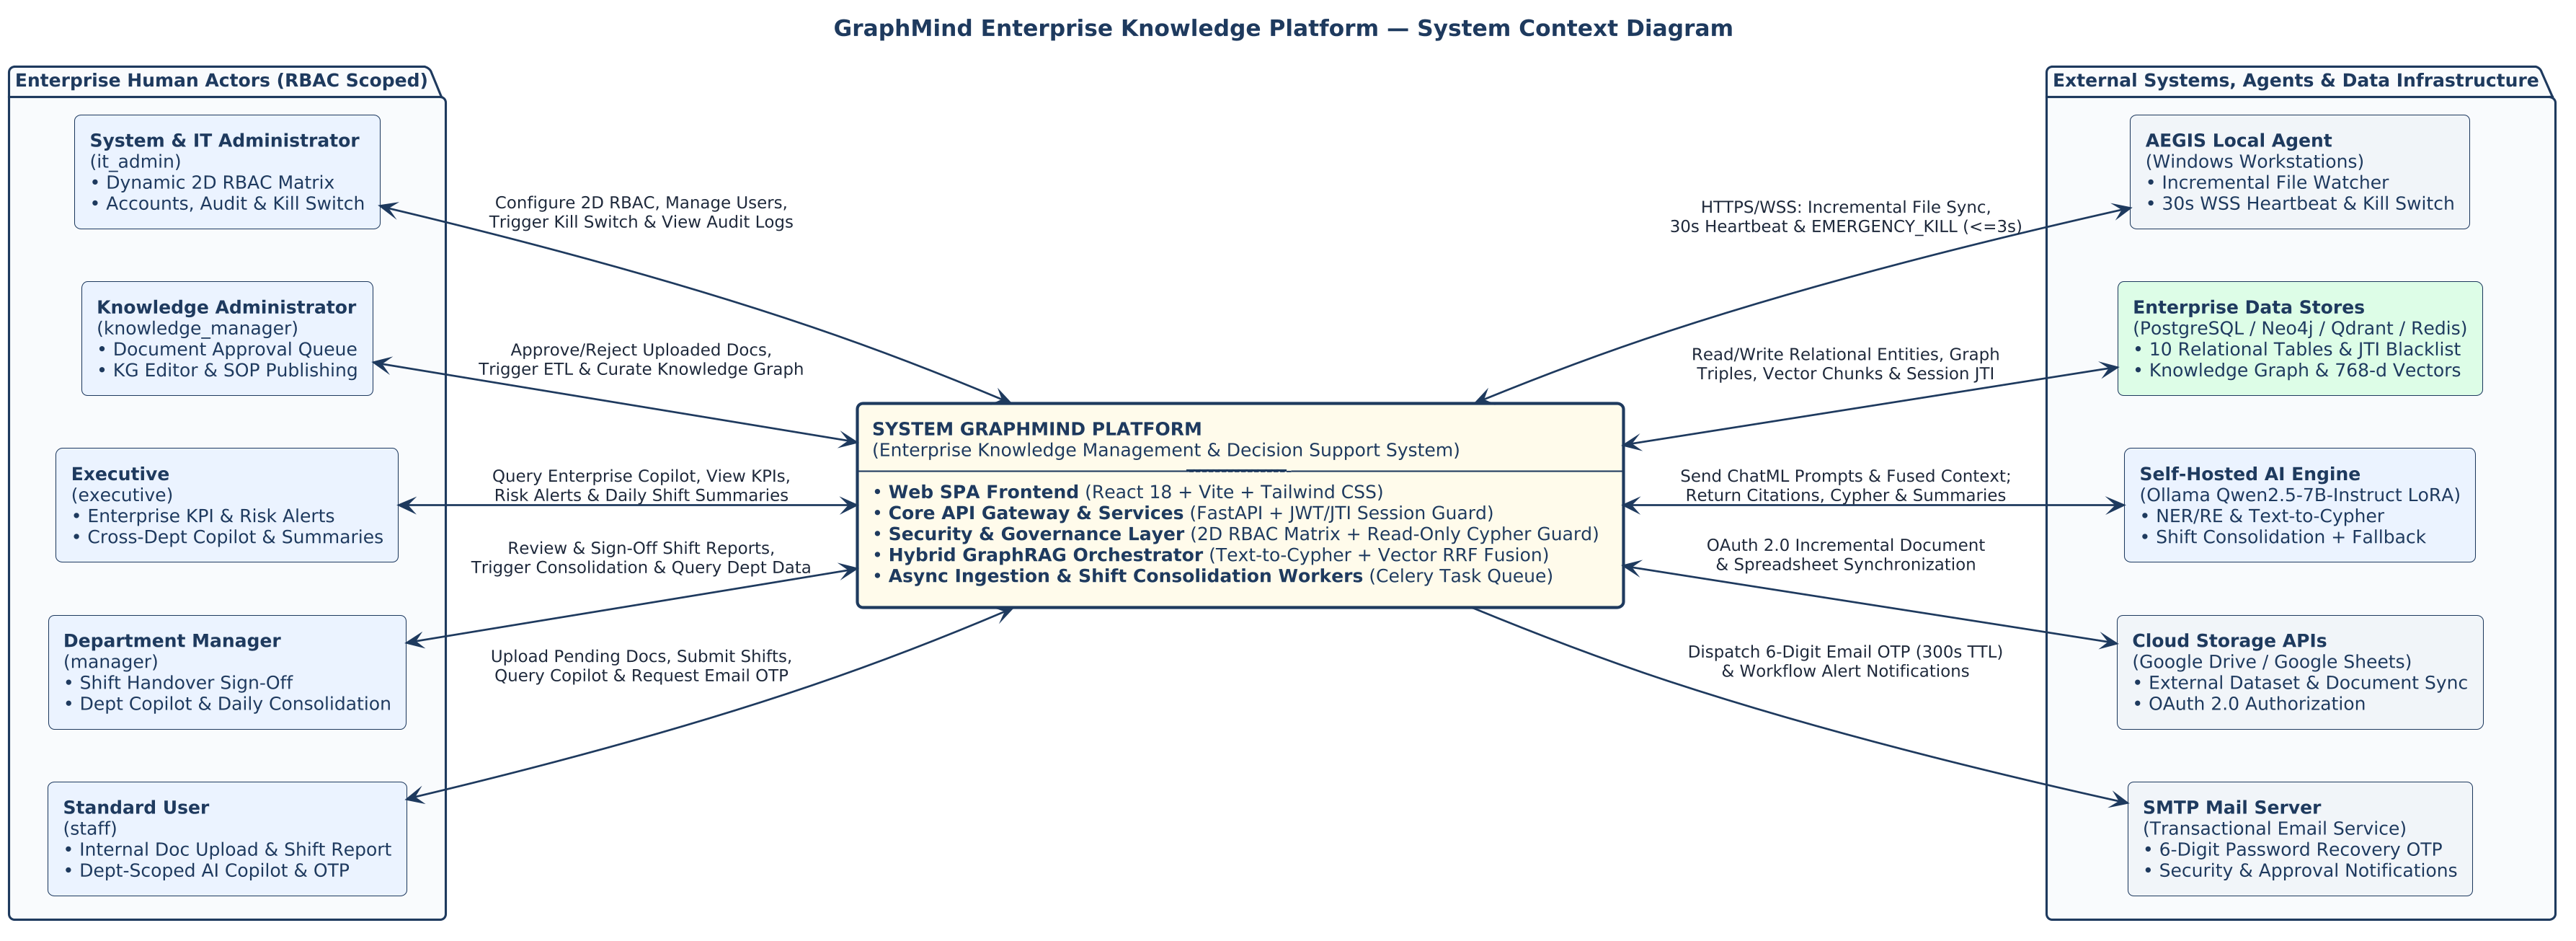 GraphMind Enterprise Knowledge Platform — System Context Diagram
Enterprise Human Actors (RBAC Scoped)
System & IT Administrator
(it_admin)
• Dynamic 2D RBAC Matrix
• Accounts, Audit & Kill Switch
Knowledge Administrator
(knowledge_manager)
• Document Approval Queue
• KG Editor & SOP Publishing
Executive
(executive)
• Enterprise KPI & Risk Alerts
• Cross-Dept Copilot & Summaries
Department Manager
(manager)
• Shift Handover Sign-Off
• Dept Copilot & Daily Consolidation
Standard User
(staff)
• Internal Doc Upload & Shift Report
• Dept-Scoped AI Copilot & OTP
Configure 2D RBAC, Manage Users,
Trigger Kill Switch & View Audit Logs
Approve/Reject Uploaded Docs,
Trigger ETL & Curate Knowledge Graph
Query Enterprise Copilot, View KPIs,
Risk Alerts & Daily Shift Summaries
Review & Sign-Off Shift Reports,
Trigger Consolidation & Query Dept Data
Upload Pending Docs, Submit Shifts,
Query Copilot & Request Email OTP
SYSTEM GRAPHMIND PLATFORM
(Enterprise Knowledge Management & Decision Support System)
• Web SPA Frontend (React 18 + Vite + Tailwind CSS)
• Core API Gateway & Services (FastAPI + JWT/JTI Session Guard)
• Security & Governance Layer (2D RBAC Matrix + Read-Only Cypher Guard)
• Hybrid GraphRAG Orchestrator (Text-to-Cypher + Vector RRF Fusion)
• Async Ingestion & Shift Consolidation Workers (Celery Task Queue)
HTTPS/WSS: Incremental File Sync,
30s Heartbeat & EMERGENCY_KILL (<=3s)
Read/Write Relational Entities, Graph
Triples, Vector Chunks & Session JTI
Send ChatML Prompts & Fused Context;
Return Citations, Cypher & Summaries
OAuth 2.0 Incremental Document
& Spreadsheet Synchronization
Dispatch 6-Digit Email OTP (300s TTL)
& Workflow Alert Notifications
External Systems, Agents & Data Infrastructure
AEGIS Local Agent
(Windows Workstations)
• Incremental File Watcher
• 30s WSS Heartbeat & Kill Switch
Enterprise Data Stores
(PostgreSQL / Neo4j / Qdrant / Redis)
• 10 Relational Tables & JTI Blacklist
• Knowledge Graph & 768-d Vectors
Self-Hosted AI Engine
(Ollama Qwen2.5-7B-Instruct LoRA)
• NER/RE & Text-to-Cypher
• Shift Consolidation + Fallback
Cloud Storage APIs
(Google Drive / Google Sheets)
• External Dataset & Document Sync
• OAuth 2.0 Authorization
SMTP Mail Server
(Transactional Email Service)
• 6-Digit Password Recovery OTP
• Security & Approval Notifications